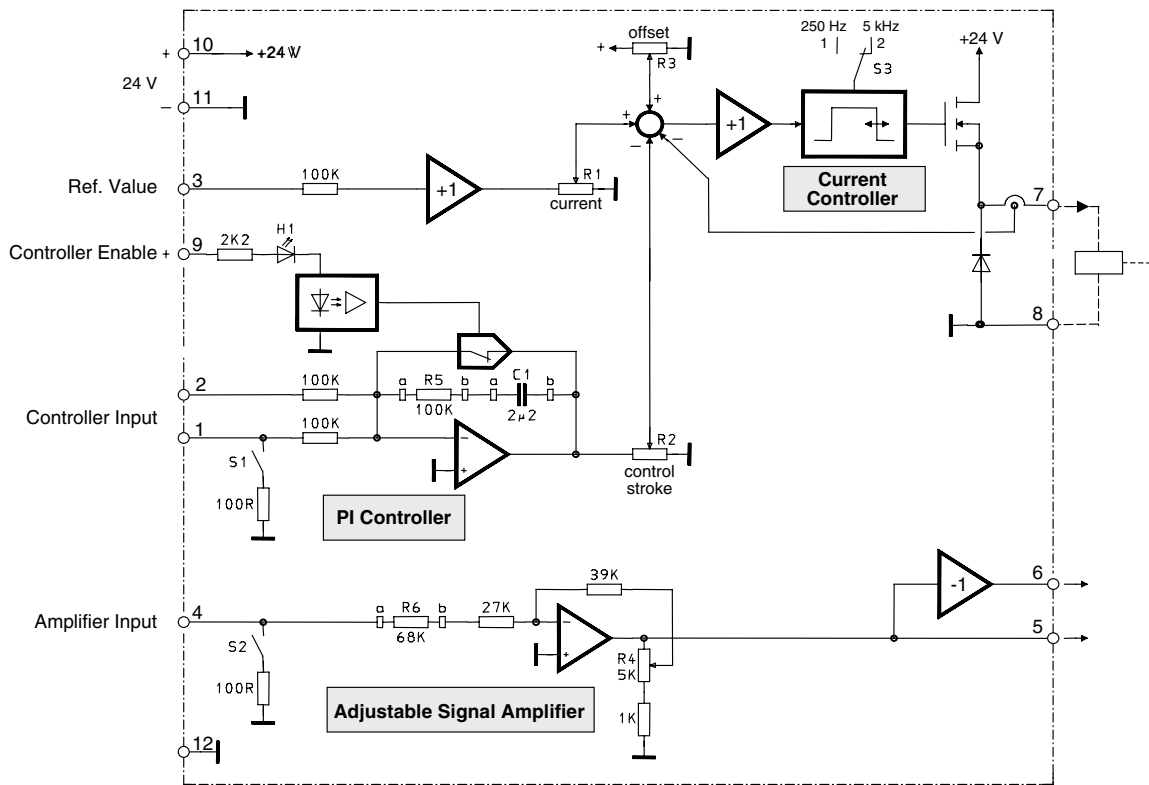 250 Hz 5 kHz
1 2
S3
+24 V
offset
+
R3
10
+ +24V
24 V
11
−
+
+
+1
−
−
Current
Controller
Ref. Value
3
100K
+1
R1
current
7
Controller Enable +
9
2K2
H1
8
2
100K
a R5 b a C1 b
100K 2µ2
Controller Input
1
100K
−
+
R2
control
stroke
S1
100R
PI Controller
39K
-1
6
Amplifier Input
4
a R6 b
68K
27K
−
+
5
S2
R4
5K
100R
Adjustable Signal Amplifier
1K
12